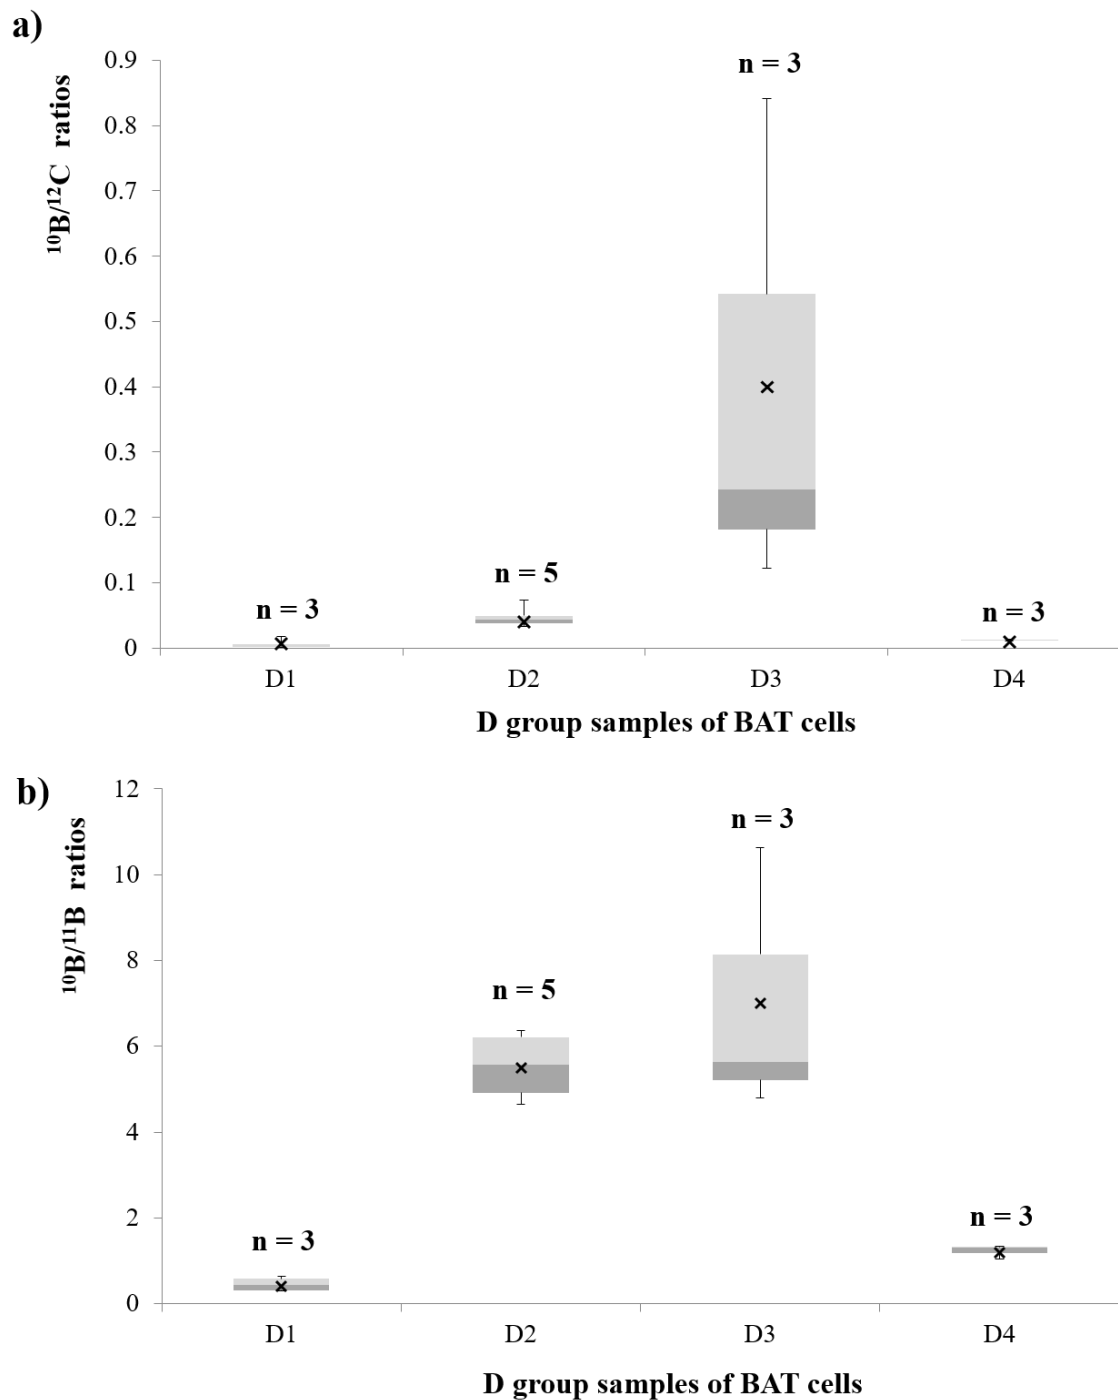 a)
¹⁰B/¹²C ratios
0.9
0.8
0.7
0.6
0.5
0.4
0.3
0.2
0.1
0
n = 3
n = 5
n = 3
n = 3
D1 D2 D3 D4
D group samples of BAT cells
b)
¹⁰B/¹¹B ratios
12
10
8
6
4
2
0
n = 3
n = 5
n = 3
n = 3
D1 D2 D3 D4
D group samples of BAT cells